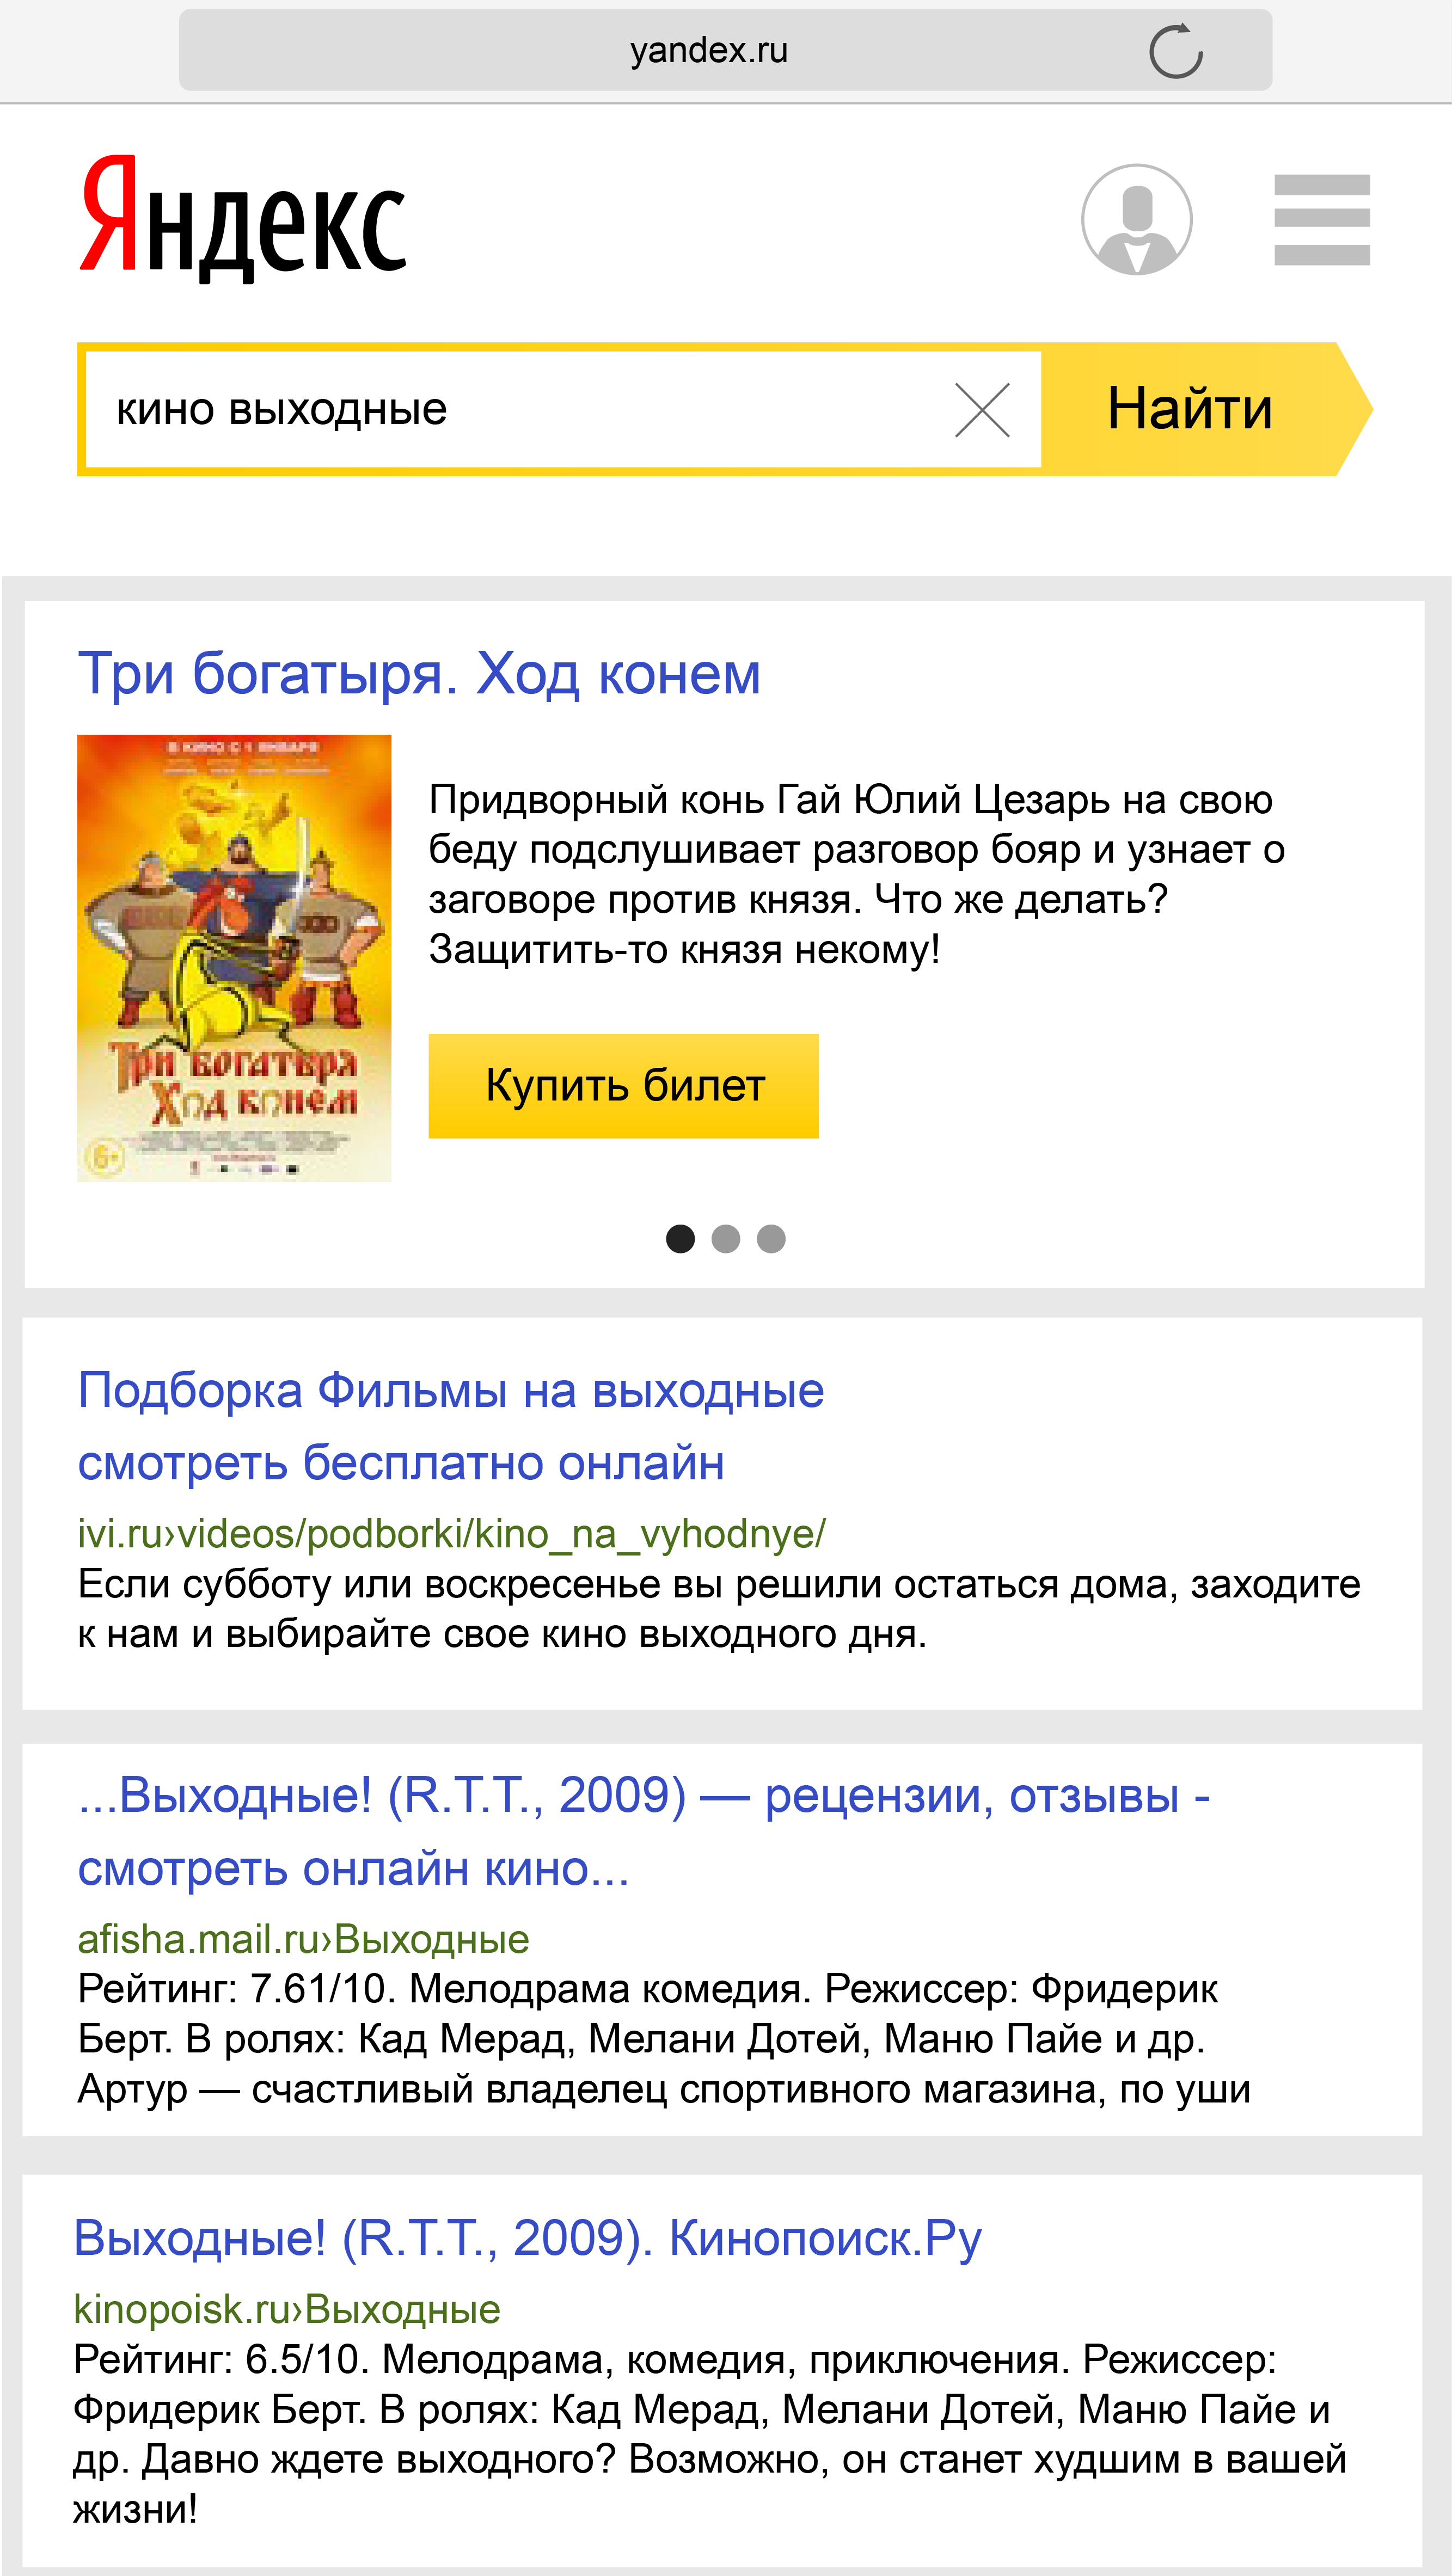 yandex.ru
Яндекс
кино выходные
Найти
Три богатыря. Ход конем
В КИНО С 1 ЯНВАРЯ
Три богатыря
Ход конём
6+
Придворный конь Гай Юлий Цезарь на свою
беду подслушивает разговор бояр и узнает о
заговоре против князя. Что же делать?
Защитить-то князя некому!
Купить билет
Подборка Фильмы на выходные
смотреть бесплатно онлайн
ivi.ru›videos/podborki/kino_na_vyhodnye/
Если субботу или воскресенье вы решили остаться дома, заходите
к нам и выбирайте свое кино выходного дня.
...Выходные! (R.T.T., 2009) — рецензии, отзывы -
смотреть онлайн кино...
afisha.mail.ru›Выходные
Рейтинг: 7.61/10. Мелодрама комедия. Режиссер: Фридерик
Берт. В ролях: Кад Мерад, Мелани Дотей, Маню Пайе и др.
Артур — счастливый владелец спортивного магазина, по уши
Выходные! (R.T.T., 2009). Кинопоиск.Ру
kinopoisk.ru›Выходные
Рейтинг: 6.5/10. Мелодрама, комедия, приключения. Режиссер:
Фридерик Берт. В ролях: Кад Мерад, Мелани Дотей, Маню Пайе и
др. Давно ждете выходного? Возможно, он станет худшим в вашей
жизни!